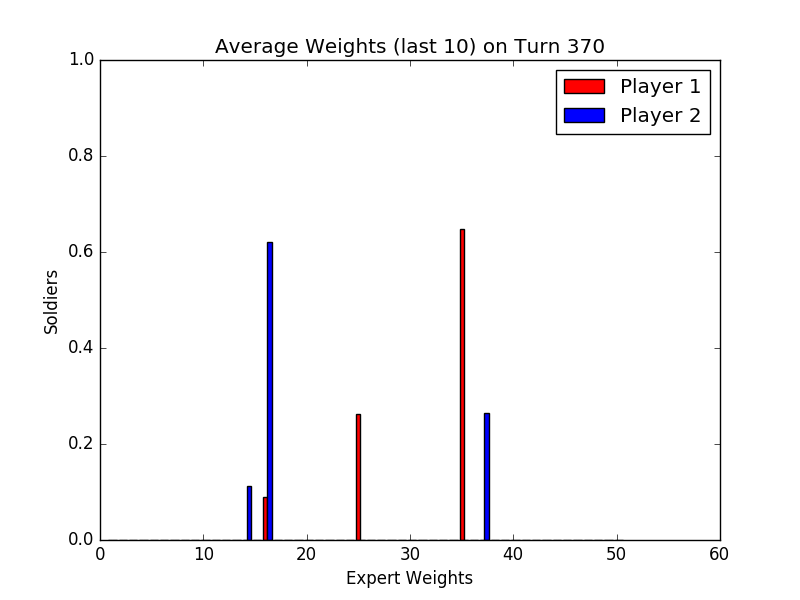 Average Weights (last 10) on Turn 370
1.0
0.8
0.6
0.4
0.2
0.0
Soldiers
Player 1
Player 2
0 10 20 30 40 50 60
Expert Weights